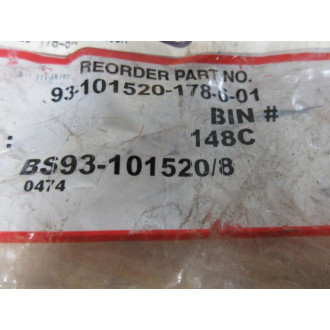 REORDER PART NO.
93-101520-178-6-01
BIN #
: 148C
BS93-101520/8
0474